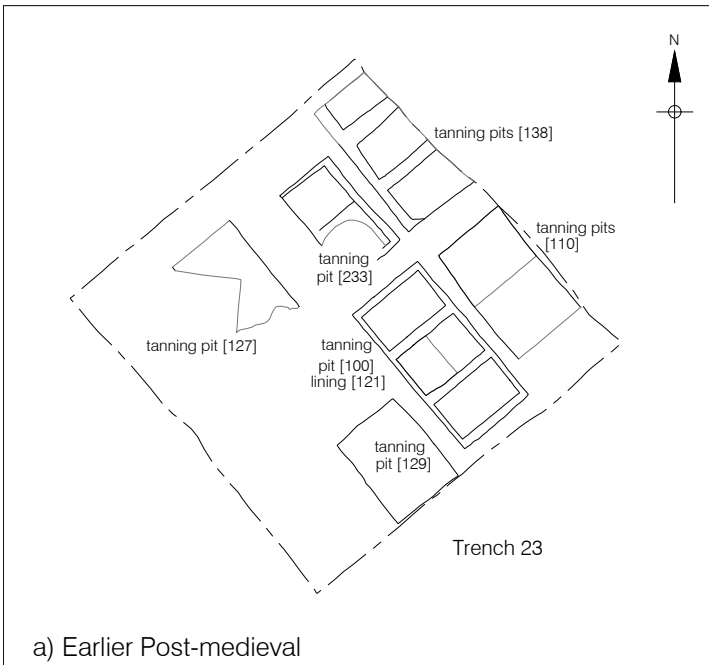 N
tanning pits [138]
tanning pits
[110]
tanning
pit [233]
tanning pit [127]
tanning
pit [100]
lining [121]
tanning
pit [129]
Trench 23
a) Earlier Post-medieval